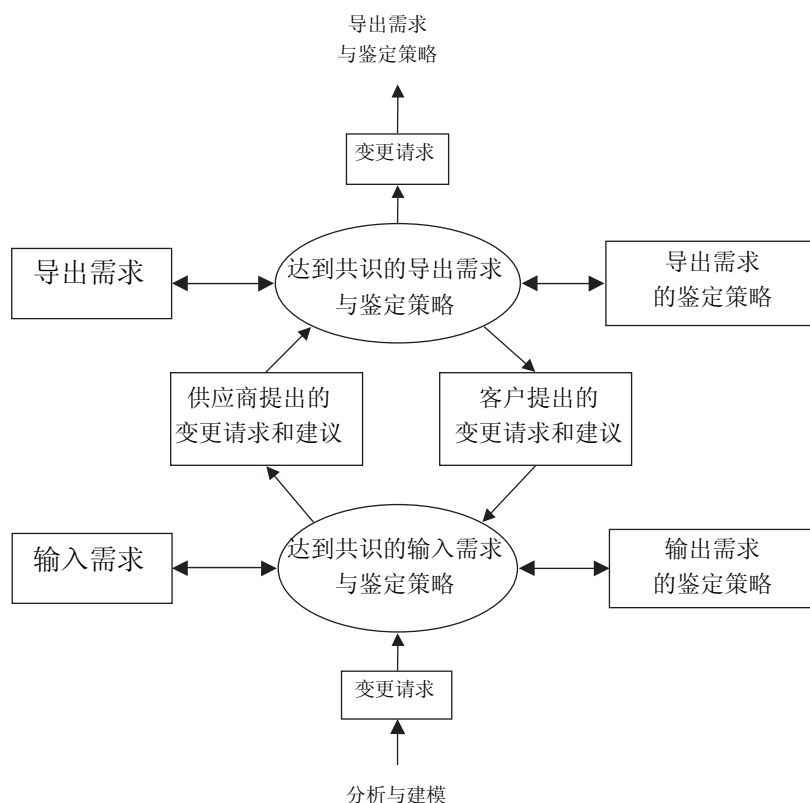 导出需求
与鉴定策略
变更请求
导出需求
达到共识的导出需求
与鉴定策略
导出需求
的鉴定策略
供应商提出的
变更请求和建议
客户提出的
变更请求和建议
输入需求
达到共识的输入需求
与鉴定策略
输出需求
的鉴定策略
变更请求
分析与建模